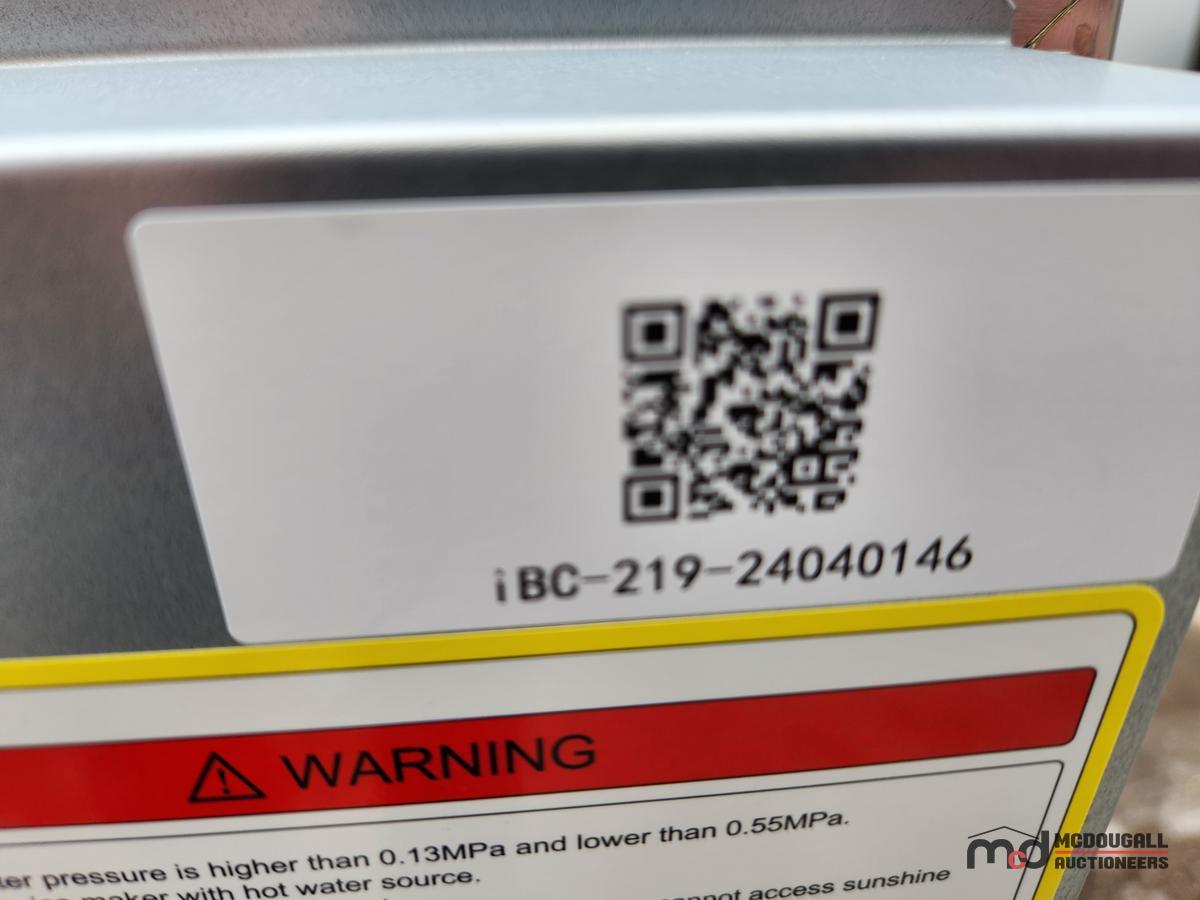 iBC-219-24040146
WARNING
ter pressure is higher than 0.13MPa and lower than 0.55MPa.
maker with hot water source.
cannot access sunshine
mcd MCDOUGALL
AUCTIONEERS